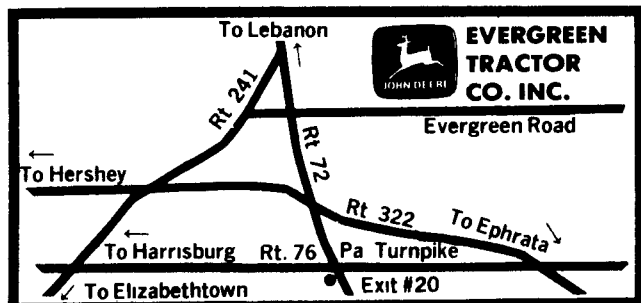 To Lebanon
JOHN DEERE
EVERGREEN
TRACTOR
CO. INC.
Rt 241
Rt 72
Evergreen Road
To Hershey
Rt 322
To Ephrata
To Harrisburg
Rt. 76 Pa Turnpike
To Elizabethtown
Exit #20